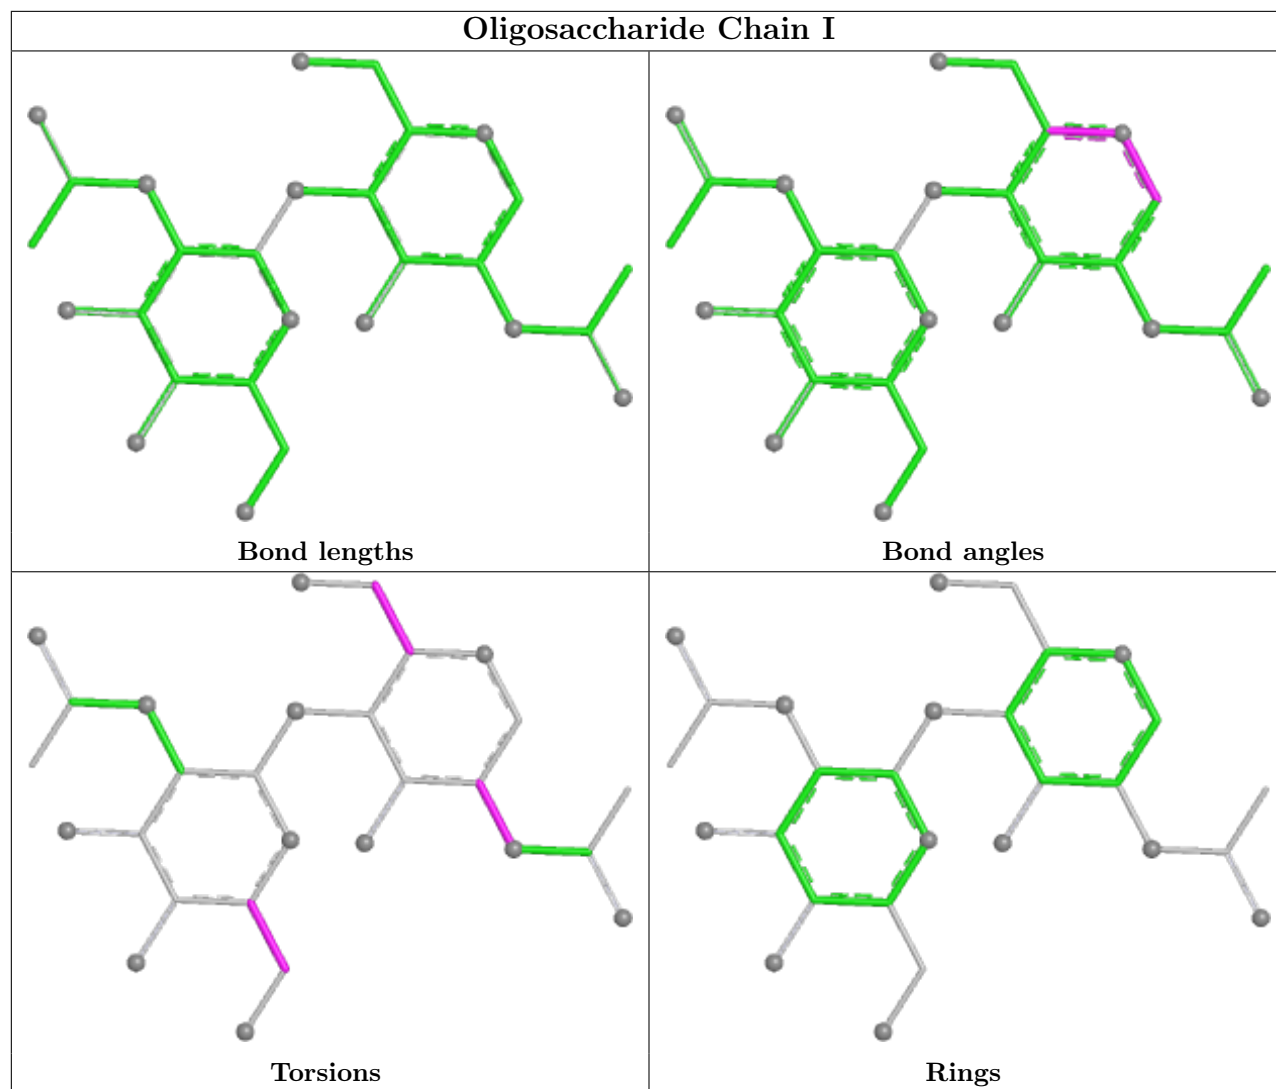 Oligosaccharide Chain I
Bond lengths
Bond angles
Torsions
Rings